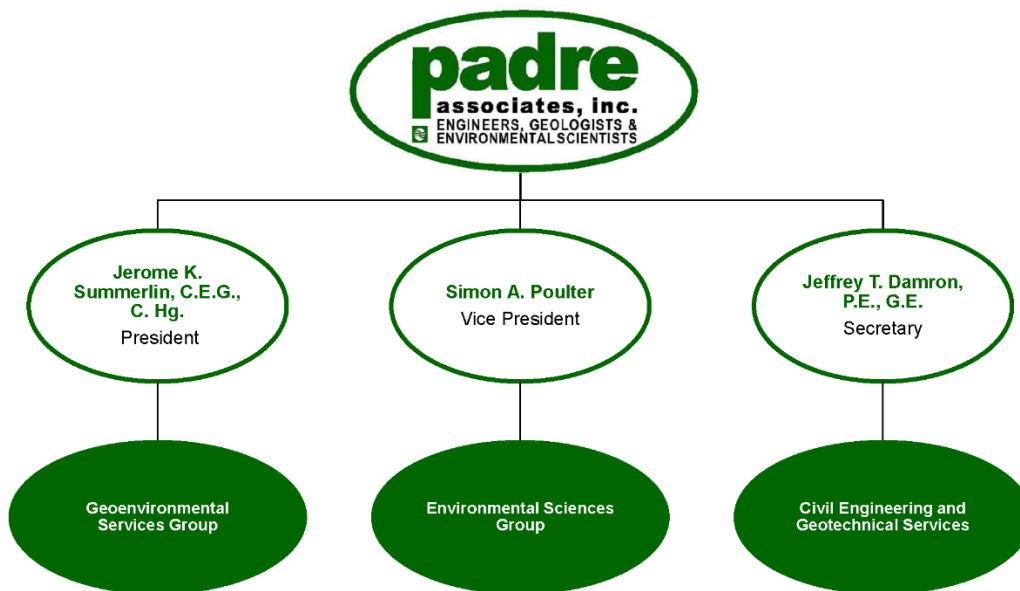 padre
associates, inc.
ENGINEERS, GEOLOGISTS &
ENVIRONMENTAL SCIENTISTS
Jerome K.
Summerlin, C.E.G.,
C. Hg.
President
Simon A. Poulter
Vice President
Jeffrey T. Damron,
P.E., G.E.
Secretary
Geoenvironmental
Services Group
Environmental Sciences
Group
Civil Engineering and
Geotechnical Services